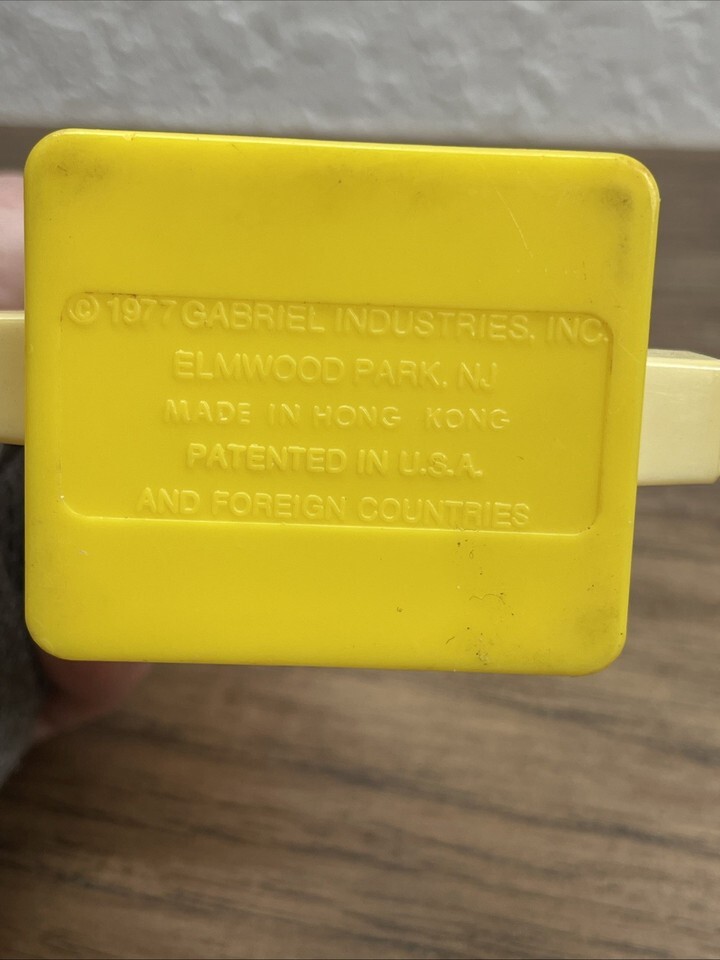 © 1977 GABRIEL INDUSTRIES, INC.
ELMWOOD PARK, NJ
MADE IN HONG KONG
PATENTED IN U.S.A.
AND FOREIGN COUNTRIES